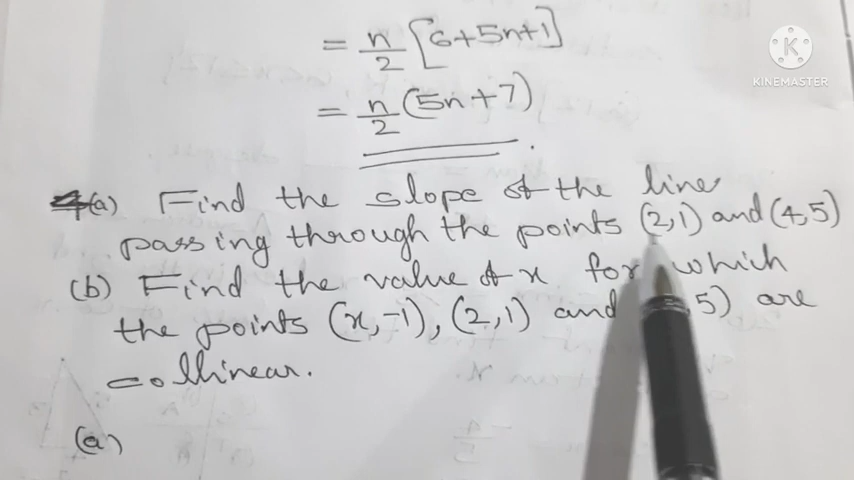 = n/2 [6+5n+1]
= n/2 (5n+7)
4(a) Find the slope of the line
passing through the points (2,1) and (4,5)
(b) Find the value of x for which
the points (x,-1), (2,1) and 5) are
collinear.
(a)
K
KINEMASTER